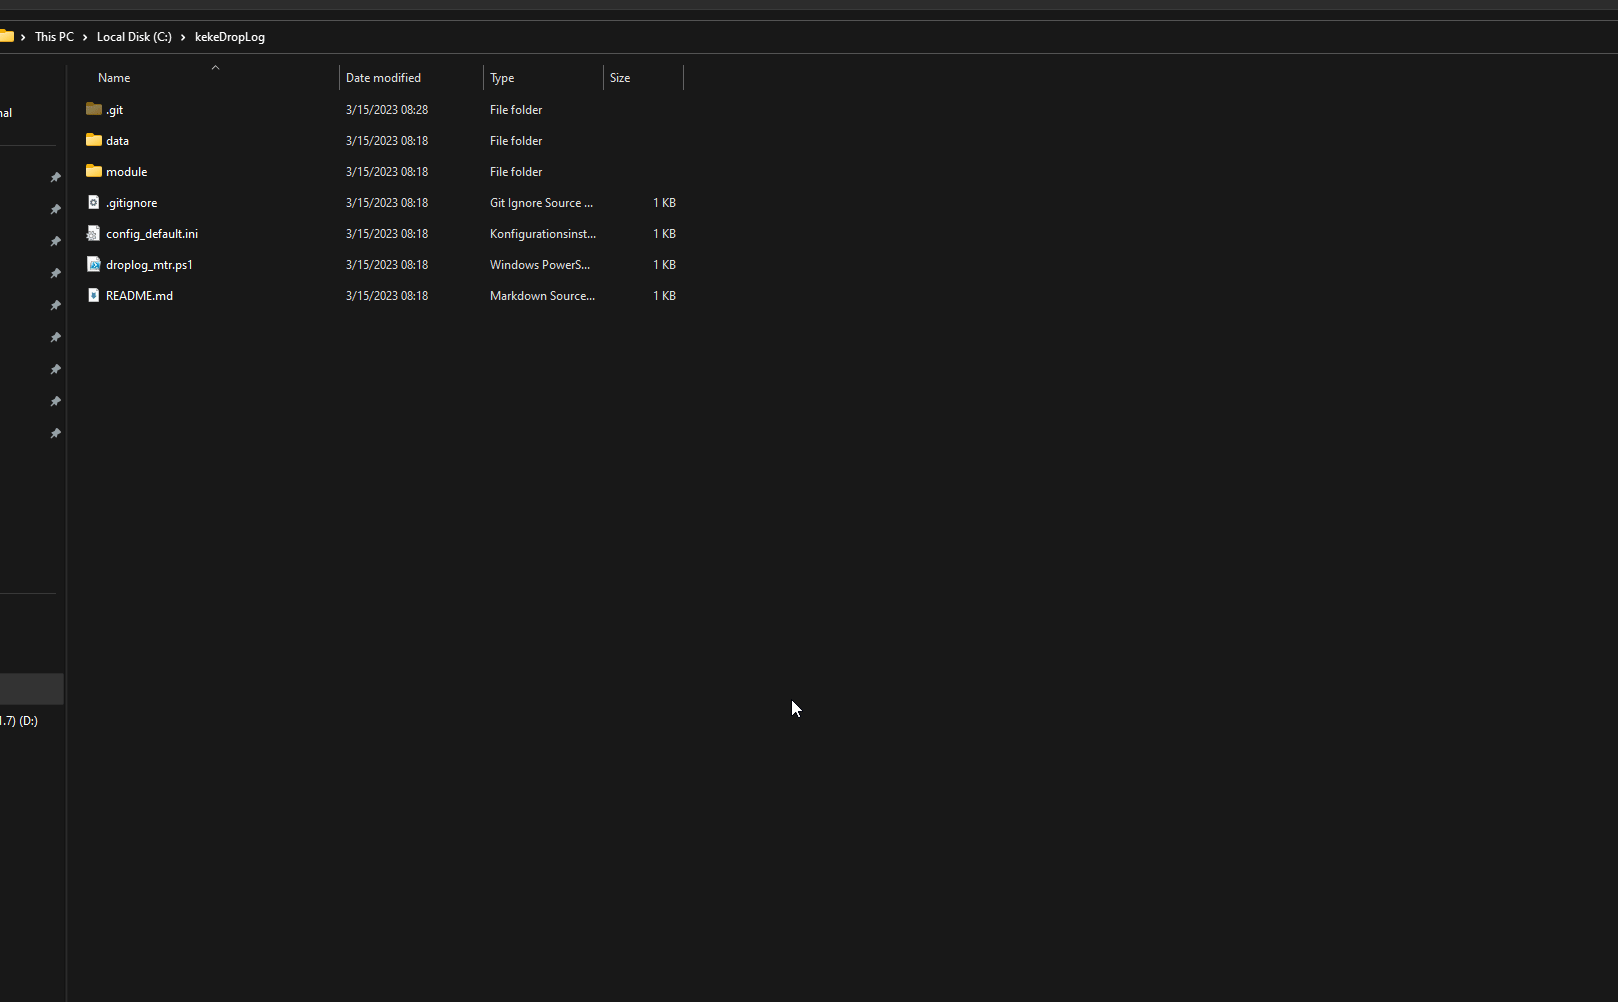 This PC > Local Disk (C:) > kekeDropLog
Name Date modified Type Size
.git 3/15/2023 08:28 File folder
nal
data 3/15/2023 08:18 File folder
module 3/15/2023 08:18 File folder
.gitignore 3/15/2023 08:18 Git Ignore Source ... 1 KB
config_default.ini 3/15/2023 08:18 Konfigurationsinst... 1 KB
droplog_mtr.ps1 3/15/2023 08:18 Windows PowerS... 1 KB
README.md 3/15/2023 08:18 Markdown Source... 1 KB
.7) (D:)